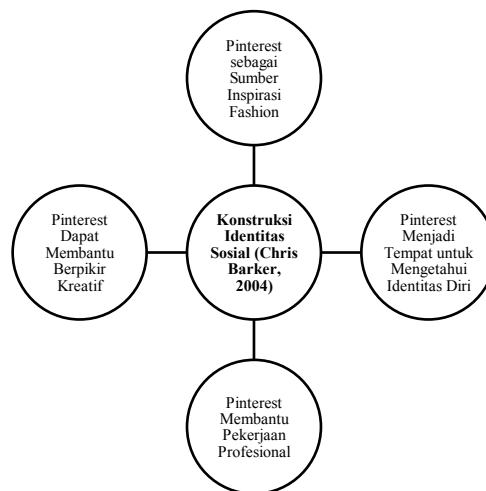 Pinterest
sebagai
Sumber
Inspirasi
Fashion
Pinterest
Dapat
Membantu
Berpikir
Kreatif
Konstruksi
Identitas
Sosial (Chris
Barker,
2004)
Pinterest
Menjadi
Tempat untuk
Mengetahui
Identitas Diri
Pinterest
Membantu
Pekerjaan
Profesional